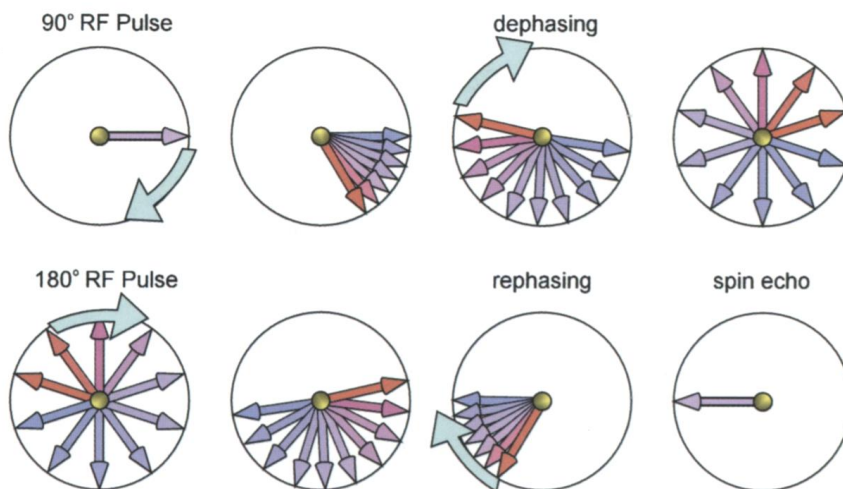 90° RF Pulse
dephasing
180° RF Pulse
rephasing
spin echo